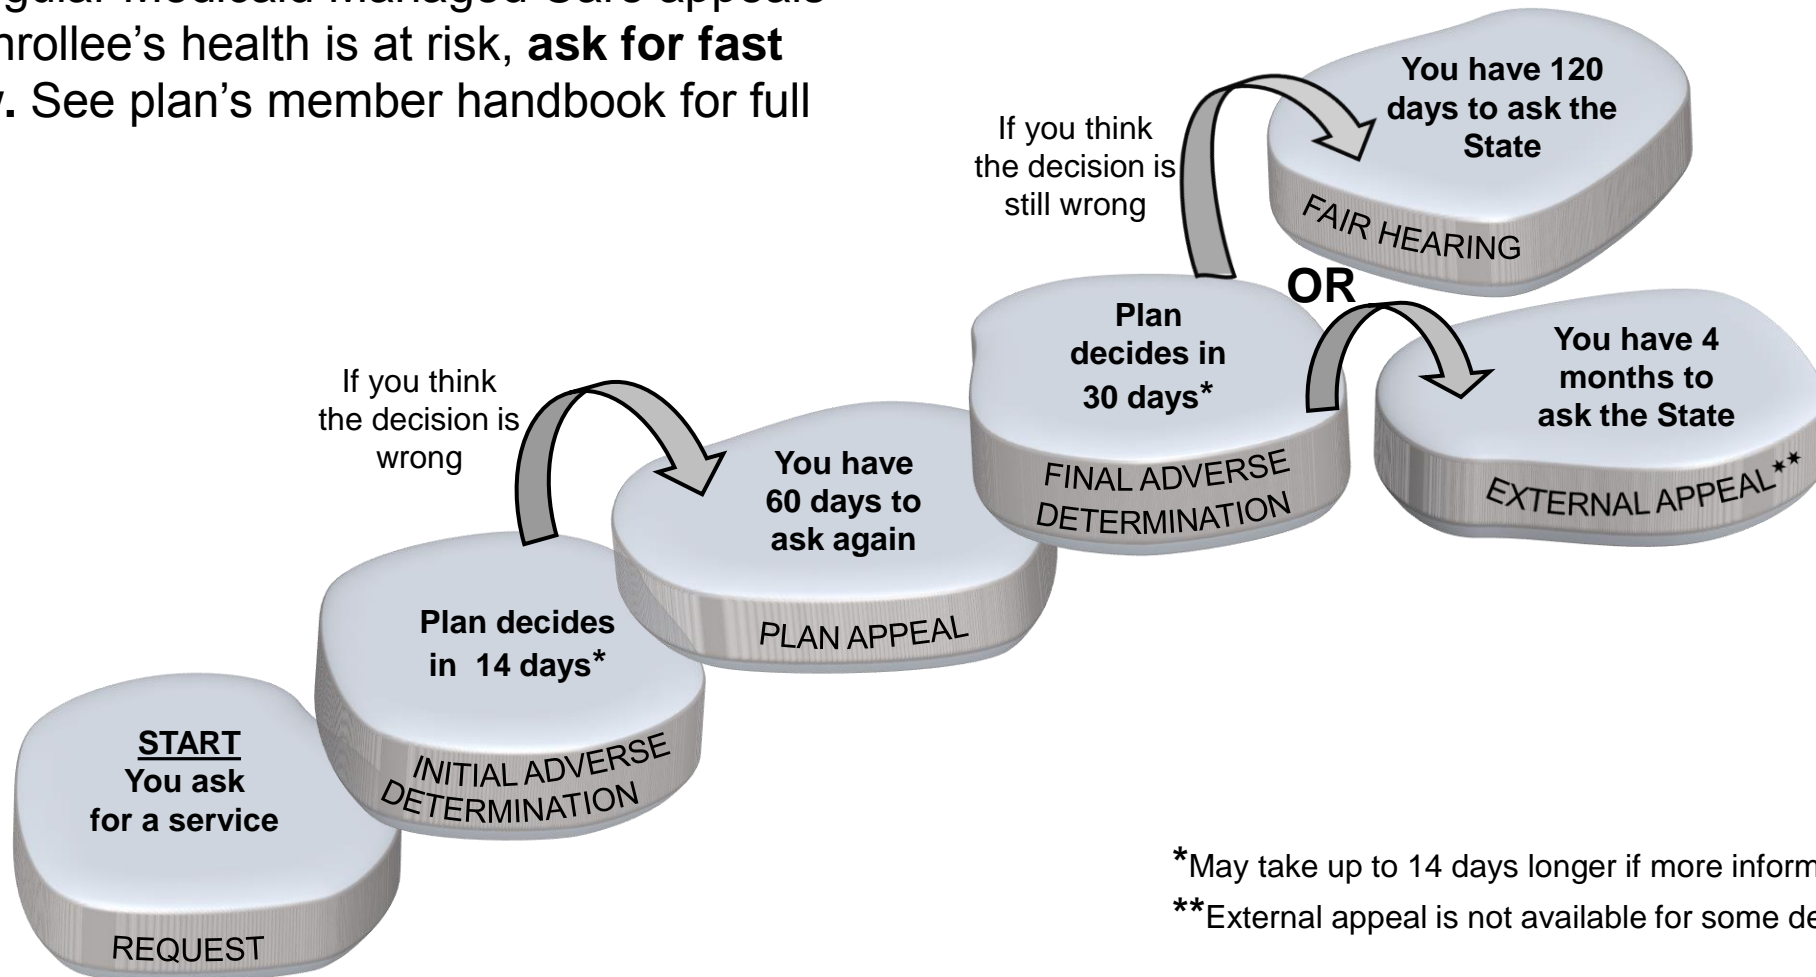 gular Medicaid Managed Care appeals
nrollee's health is at risk, ask for fast
. See plan's member handbook for full
You have 120
days to ask the
State
If you think
the decision is
still wrong
FAIR HEARING
OR
Plan
decides in
30 days*
You have 4
months to
ask the State
If you think
the decision is
wrong
FINAL ADVERSE
DETERMINATION
EXTERNAL APPEAL**
You have
60 days to
ask again
Plan decides
in 14 days*
PLAN APPEAL
START
You ask
for a service
INITIAL ADVERSE
DETERMINATION
*May take up to 14 days longer if more inform
**External appeal is not available for some de
REQUEST